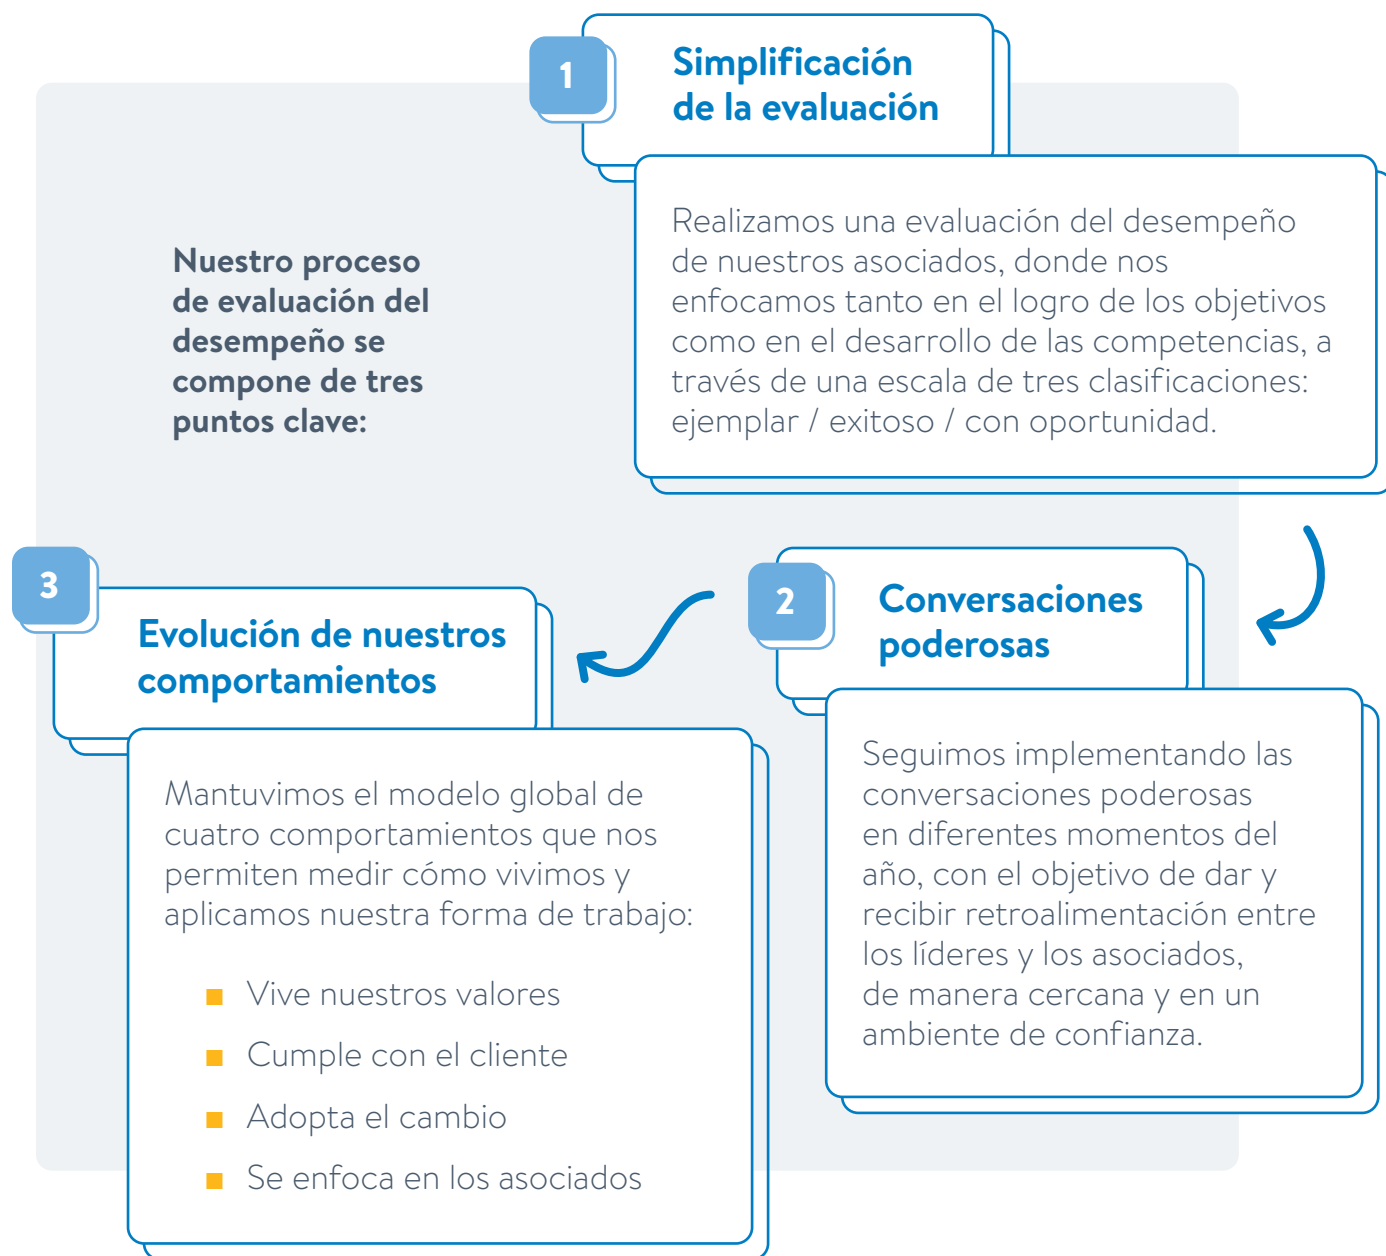 Nuestro proceso
de evaluación del
desempeño se
compone de tres
puntos clave:
1
Simplificación
de la evaluación
Realizamos una evaluación del desempeño
de nuestros asociados, donde nos
enfocamos tanto en el logro de los objetivos
como en el desarrollo de las competencias, a
través de una escala de tres clasificaciones:
ejemplar / exitoso / con oportunidad.
2
Conversaciones
poderosas
Seguimos implementando las
conversaciones poderosas
en diferentes momentos del
año, con el objetivo de dar y
recibir retroalimentación entre
los líderes y los asociados,
de manera cercana y en un
ambiente de confianza.
3
Evolución de nuestros
comportamientos
Mantuvimos el modelo global de
cuatro comportamientos que nos
permiten medir cómo vivimos y
aplicamos nuestra forma de trabajo:
Vive nuestros valores
Cumple con el cliente
Adopta el cambio
Se enfoca en los asociados